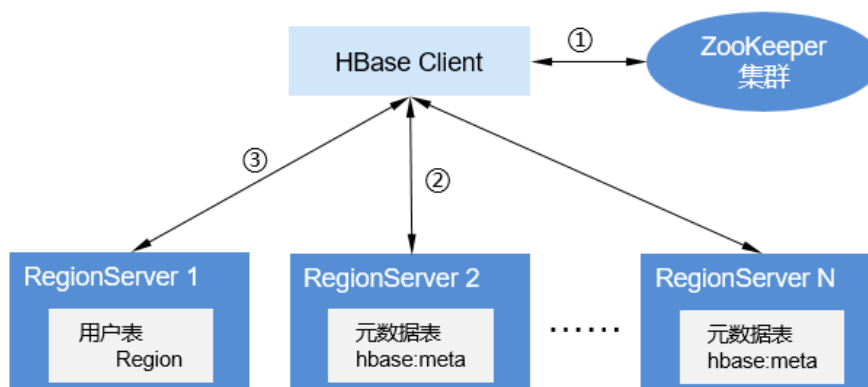 HBase Client
①
ZooKeeper
集群
③
②
RegionServer 1
用户表
Region
RegionServer 2
元数据表
hbase:meta
······
RegionServer N
元数据表
hbase:meta